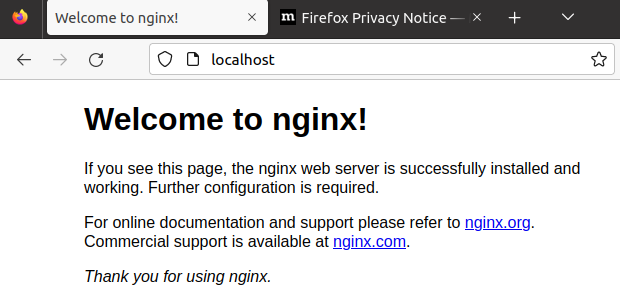 Welcome to nginx!
Firefox Privacy Notice —
localhost
Welcome to nginx!
If you see this page, the nginx web server is successfully installed and
working. Further configuration is required.
For online documentation and support please refer to nginx.org.
Commercial support is available at nginx.com.
Thank you for using nginx.